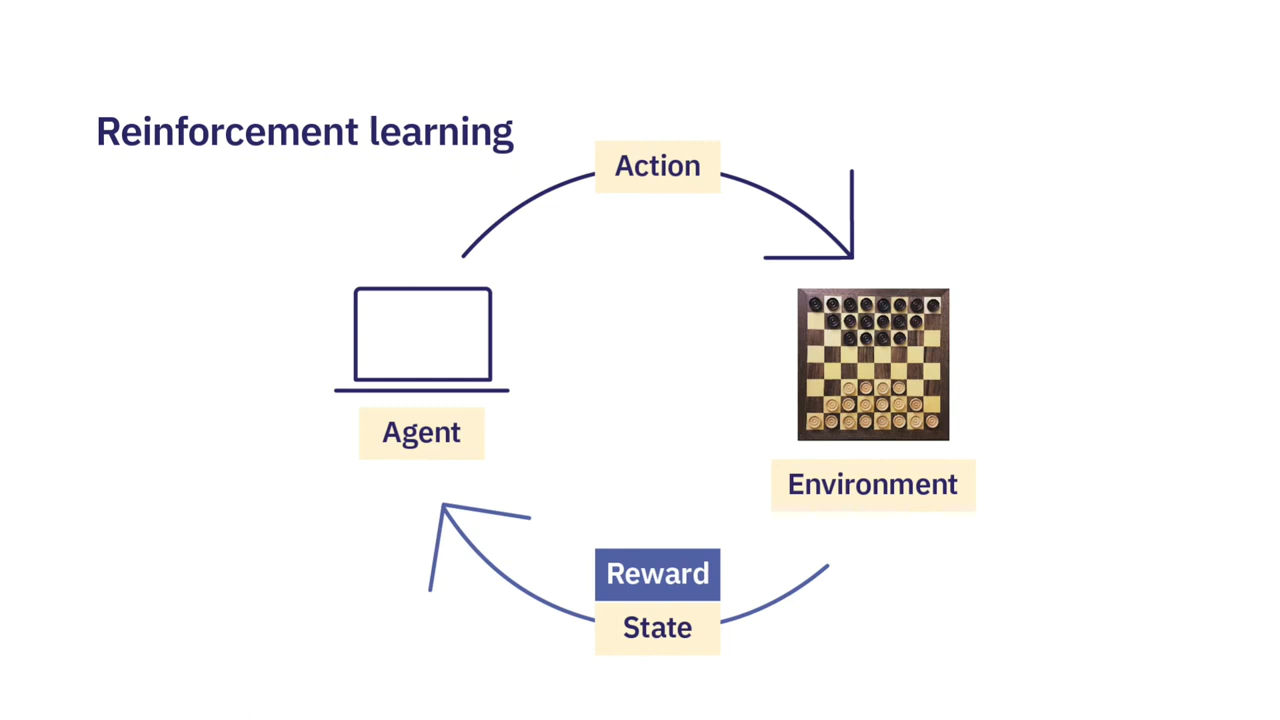 Reinforcement learning
Action
Agent
Environment
Reward
State